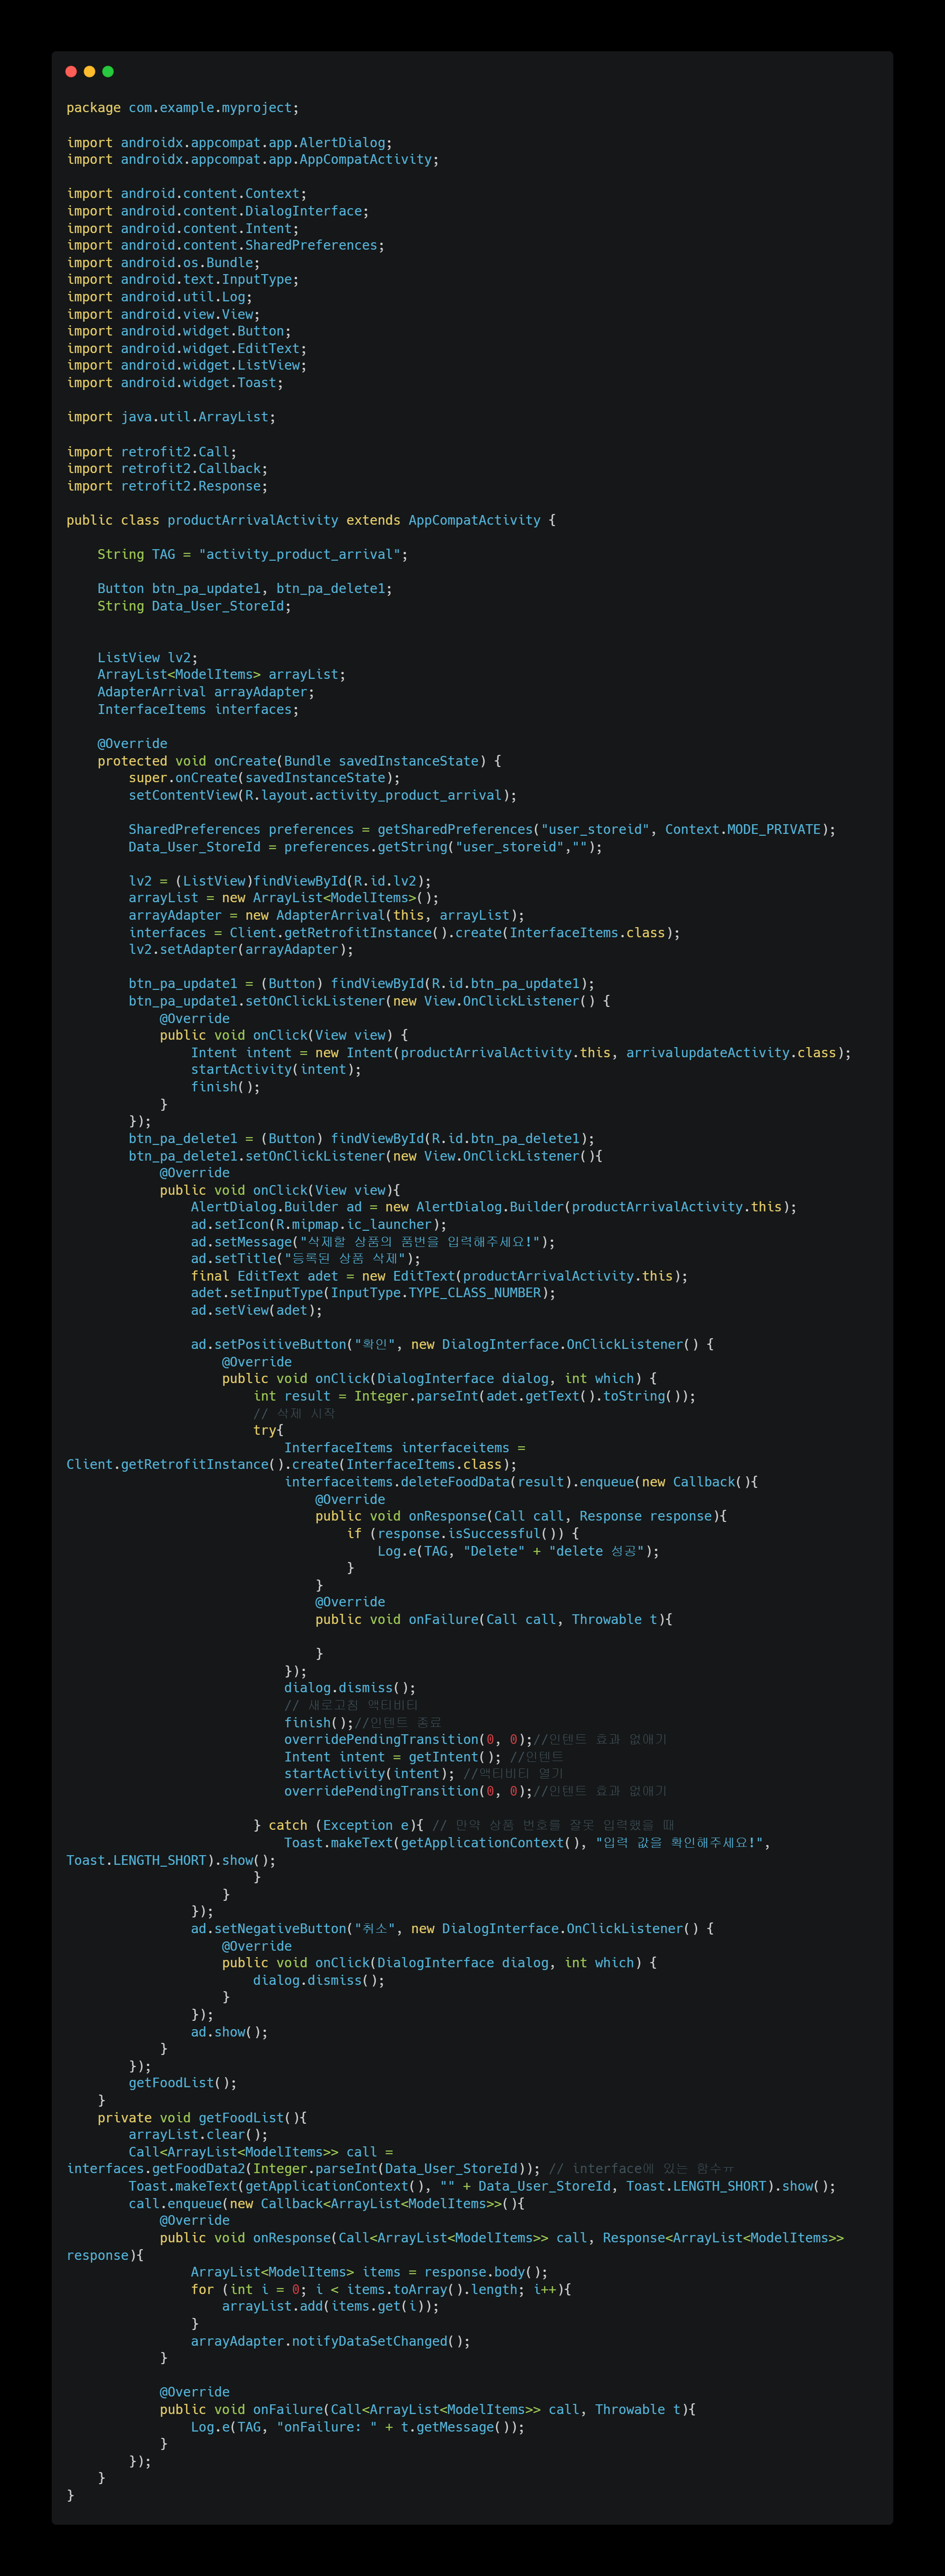 package com.example.myproject;
import androidx.appcompat.app.AlertDialog;
import androidx.appcompat.app.AppCompatActivity;
import android.content.Context;
import android.content.DialogInterface;
import android.content.Intent;
import android.content.SharedPreferences;
import android.os.Bundle;
import android.text.InputType;
import android.util.Log;
import android.view.View;
import android.widget.Button;
import android.widget.EditText;
import android.widget.ListView;
import android.widget.Toast;
import java.util.ArrayList;
import retrofit2.Call;
import retrofit2.Callback;
import retrofit2.Response;
public class productArrivalActivity extends AppCompatActivity {
    String TAG = "activity_product_arrival";
    Button btn_pa_update1, btn_pa_delete1;
    String Data_User_StoreId;
    ListView lv2;
    ArrayList<ModelItems> arrayList;
    AdapterArrival arrayAdapter;
    InterfaceItems interfaces;
    @Override
    protected void onCreate(Bundle savedInstanceState) {
        super.onCreate(savedInstanceState);
        setContentView(R.layout.activity_product_arrival);
        SharedPreferences preferences = getSharedPreferences("user_storeid", Context.MODE_PRIVATE);
        Data_User_StoreId = preferences.getString("user_storeid","");
        lv2 = (ListView)findViewById(R.id.lv2);
        arrayList = new ArrayList<ModelItems>();
        arrayAdapter = new AdapterArrival(this, arrayList);
        interfaces = Client.getRetrofitInstance().create(InterfaceItems.class);
        lv2.setAdapter(arrayAdapter);
        btn_pa_update1 = (Button) findViewById(R.id.btn_pa_update1);
        btn_pa_update1.setOnClickListener(new View.OnClickListener() {
            @Override
            public void onClick(View view) {
                Intent intent = new Intent(productArrivalActivity.this, arrivalupdateActivity.class);
                startActivity(intent);
                finish();
            }
        });
        btn_pa_delete1 = (Button) findViewById(R.id.btn_pa_delete1);
        btn_pa_delete1.setOnClickListener(new View.OnClickListener(){
            @Override
            public void onClick(View view){
                AlertDialog.Builder ad = new AlertDialog.Builder(productArrivalActivity.this);
                ad.setIcon(R.mipmap.ic_launcher);
                ad.setMessage("삭제할 상품의 품번을 입력해주세요!");
                ad.setTitle("등록된 상품 삭제");
                final EditText adet = new EditText(productArrivalActivity.this);
                adet.setInputType(InputType.TYPE_CLASS_NUMBER);
                ad.setView(adet);
                ad.setPositiveButton("확인", new DialogInterface.OnClickListener() {
                    @Override
                    public void onClick(DialogInterface dialog, int which) {
                        int result = Integer.parseInt(adet.getText().toString());
                        // 삭제 시작
                        try{
                            InterfaceItems interfaceitems =
Client.getRetrofitInstance().create(InterfaceItems.class);
                            interfaceitems.deleteFoodData(result).enqueue(new Callback(){
                                @Override
                                public void onResponse(Call call, Response response){
                                    if (response.isSuccessful()) {
                                        Log.e(TAG, "Delete" + "delete 성공");
                                    }
                                }
                                @Override
                                public void onFailure(Call call, Throwable t){
                                }
                            });
                            dialog.dismiss();
                            // 새로고침 액티비티
                            finish();//인텐트 종료
                            overridePendingTransition(0, 0);//인텐트 효과 없애기
                            Intent intent = getIntent(); //인텐트
                            startActivity(intent); //액티비티 열기
                            overridePendingTransition(0, 0);//인텐트 효과 없애기
                        } catch (Exception e){ // 만약 상품 번호를 잘못 입력했을 때
                            Toast.makeText(getApplicationContext(), "입력 값을 확인해주세요!",
Toast.LENGTH_SHORT).show();
                        }
                    }
                });
                ad.setNegativeButton("취소", new DialogInterface.OnClickListener() {
                    @Override
                    public void onClick(DialogInterface dialog, int which) {
                        dialog.dismiss();
                    }
                });
                ad.show();
            }
        });
        getFoodList();
    }
    private void getFoodList(){
        arrayList.clear();
        Call<ArrayList<ModelItems>> call =
interfaces.getFoodData2(Integer.parseInt(Data_User_StoreId)); // interface에 있는 함수ㅠ
        Toast.makeText(getApplicationContext(), "" + Data_User_StoreId, Toast.LENGTH_SHORT).show();
        call.enqueue(new Callback<ArrayList<ModelItems>>(){
            @Override
            public void onResponse(Call<ArrayList<ModelItems>> call, Response<ArrayList<ModelItems>>
response){
                ArrayList<ModelItems> items = response.body();
                for (int i = 0; i < items.toArray().length; i++){
                    arrayList.add(items.get(i));
                }
                arrayAdapter.notifyDataSetChanged();
            }
            @Override
            public void onFailure(Call<ArrayList<ModelItems>> call, Throwable t){
                Log.e(TAG, "onFailure: " + t.getMessage());
            }
        });
    }
}